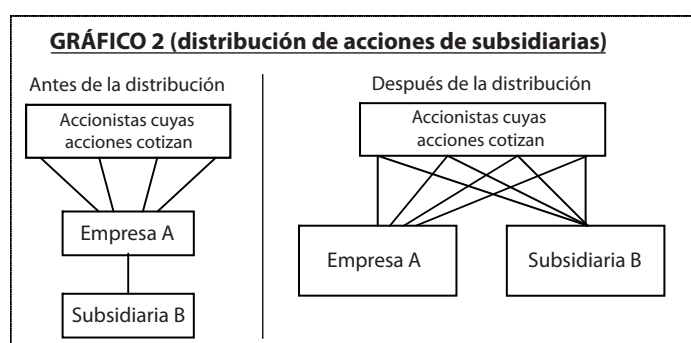 GRÁFICO 2 (distribución de acciones de subsidiarias)
Antes de la distribución
Accionistas cuyas
acciones cotizan
Empresa A
Subsidiaria B
Después de la distribución
Accionistas cuyas
acciones cotizan
Empresa A
Subsidiaria B